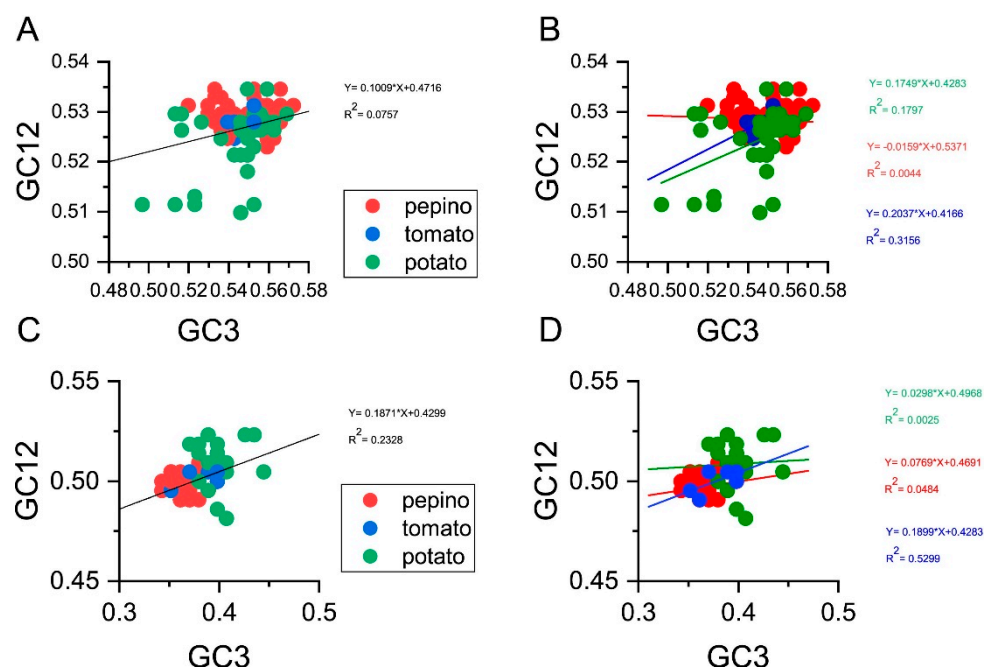 A
0.54
0.53
0.52
0.51
0.50
GC12
0.48 0.50 0.52 0.54 0.56 0.58
GC3
Y= 0.1009*X+0.4716
R2= 0.0757
pepino
tomato
potato
B
0.54
0.53
0.52
0.51
0.50
GC12
0.48 0.50 0.52 0.54 0.56 0.58
GC3
Y= 0.1749*X+0.4283
R2= 0.1797
Y= -0.0159*X+0.5371
R2= 0.0044
Y= 0.2037*X+0.4166
R2= 0.3156
C
0.55
0.50
0.45
GC12
0.3 0.4 0.5
GC3
Y= 0.1871*X+0.4299
R2= 0.2328
pepino
tomato
potato
D
0.55
0.50
0.45
GC12
0.3 0.4 0.5
GC3
Y= 0.0298*X+0.4968
R2= 0.0025
Y= 0.0769*X+0.4691
R2= 0.0484
Y= 0.1899*X+0.4283
R2= 0.5299